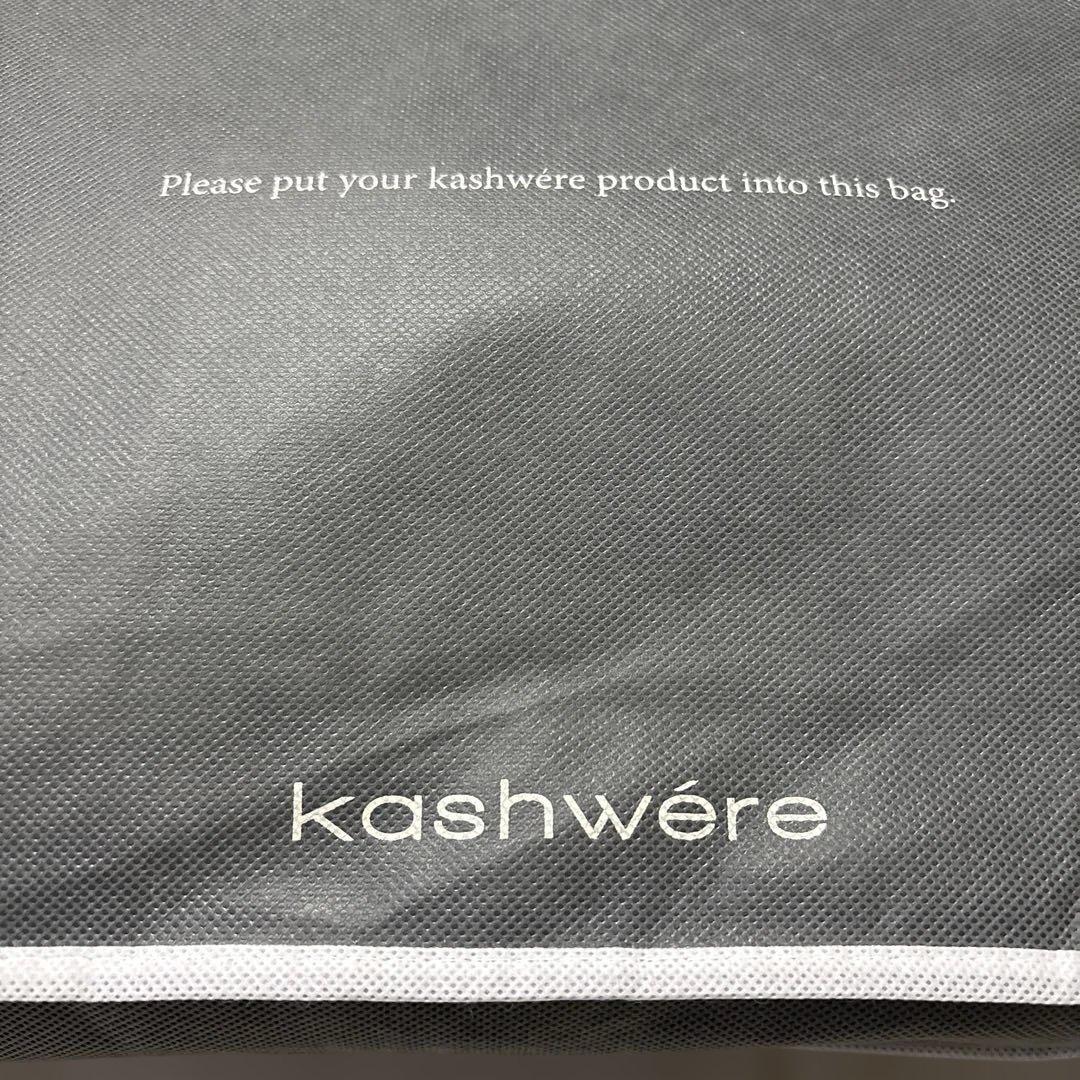 Please put your kashwére product into this bag.
kashwére